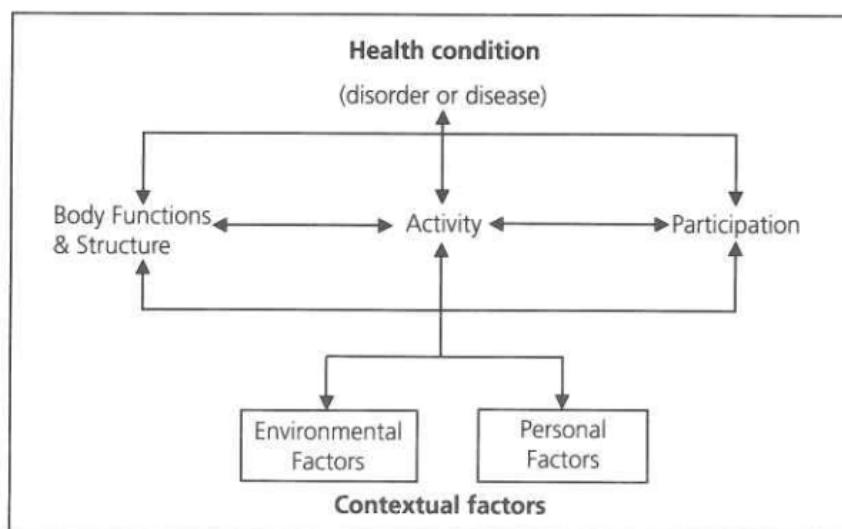 Health condition
(disorder or disease)
Body Functions
& Structure
Activity
Participation
Environmental
Factors
Personal
Factors
Contextual factors